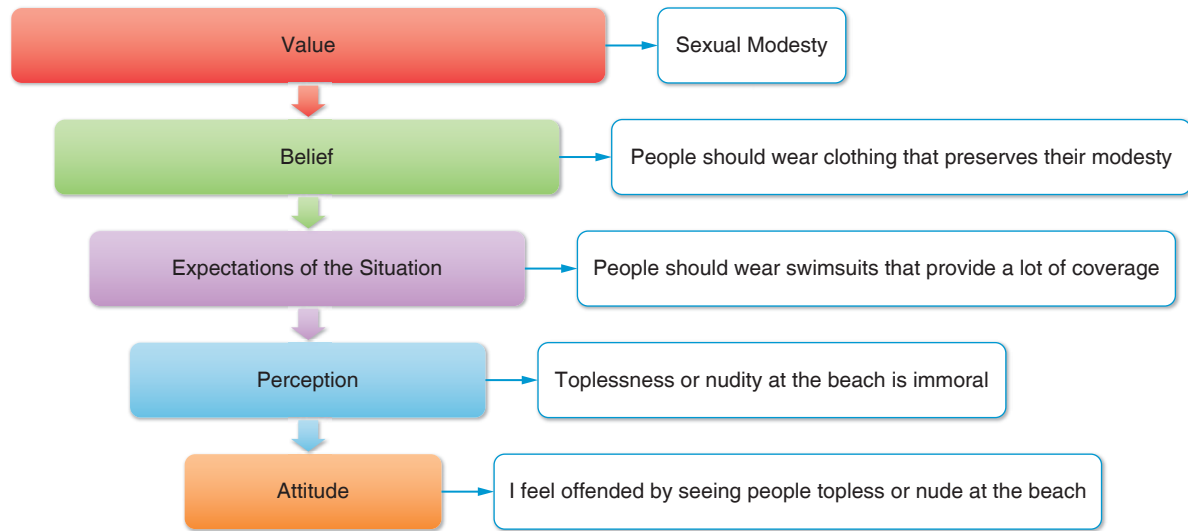 Value
Sexual Modesty
Belief
People should wear clothing that preserves their modesty
Expectations of the Situation
People should wear swimsuits that provide a lot of coverage
Perception
Toplessness or nudity at the beach is immoral
Attitude
I feel offended by seeing people topless or nude at the beach